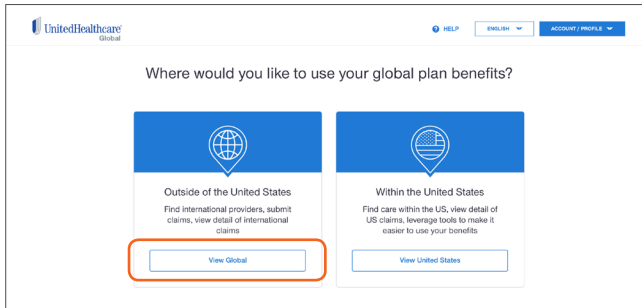 UnitedHealthcare
Global
HELP
ENGLISH
ACCOUNT / PROFILE
Where would you like to use your global plan benefits?
Outside of the United States
Find international providers, submit
claims, view detail of international
claims
View Global
Within the United States
Find care within the US, view detail of
US claims, leverage tools to make it
easier to use your benefits
View United States